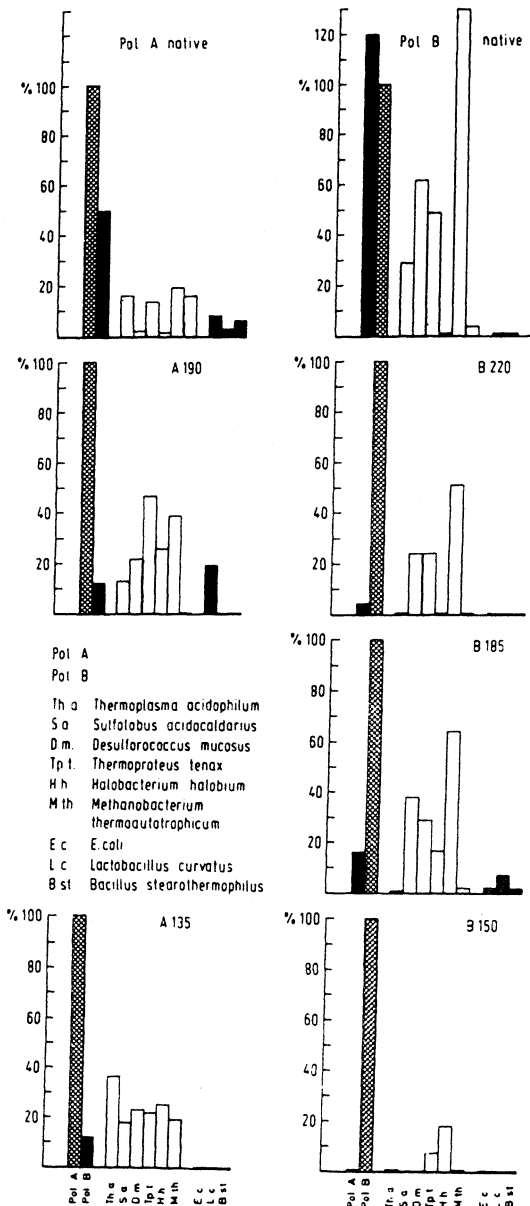 Pol A native
% 100
80
60
40
20
Pol B native
120
% 100
80
60
40
20
A 190
% 100
80
60
40
20
B 220
% 100
80
60
40
20
Pol A
Pol B
Th a Thermoplasma acidophilum
S a Sulfolobus acidocaldarius
D m. Desulfurococcus mucosus
Tp t. Thermoproteus tenax
H h Halobacterium halobium
M th Methanobacterium
thermoautotrophicum
E c E. coli
L c Lactobacillus curvatus
B st Bacillus stearothermophilus
B 185
% 100
80
60
40
20
A 135
% 100
80
60
40
20
Pol A
Pol B
Th a
S a
D m
Tp t
H h
M th
E c
L c
B st
B 150
% 100
80
60
40
20
Pol A
Pol B
Th a
S a
D m
Tp t
H h
M th
E c
L c
B st